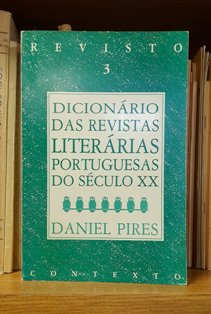 REVISTO
3
DICIONÁRIO
DAS REVISTAS
LITERÁRIAS
PORTUGUESAS
DO SÉCULO XX
DANIEL PIRES
CONTEXTO